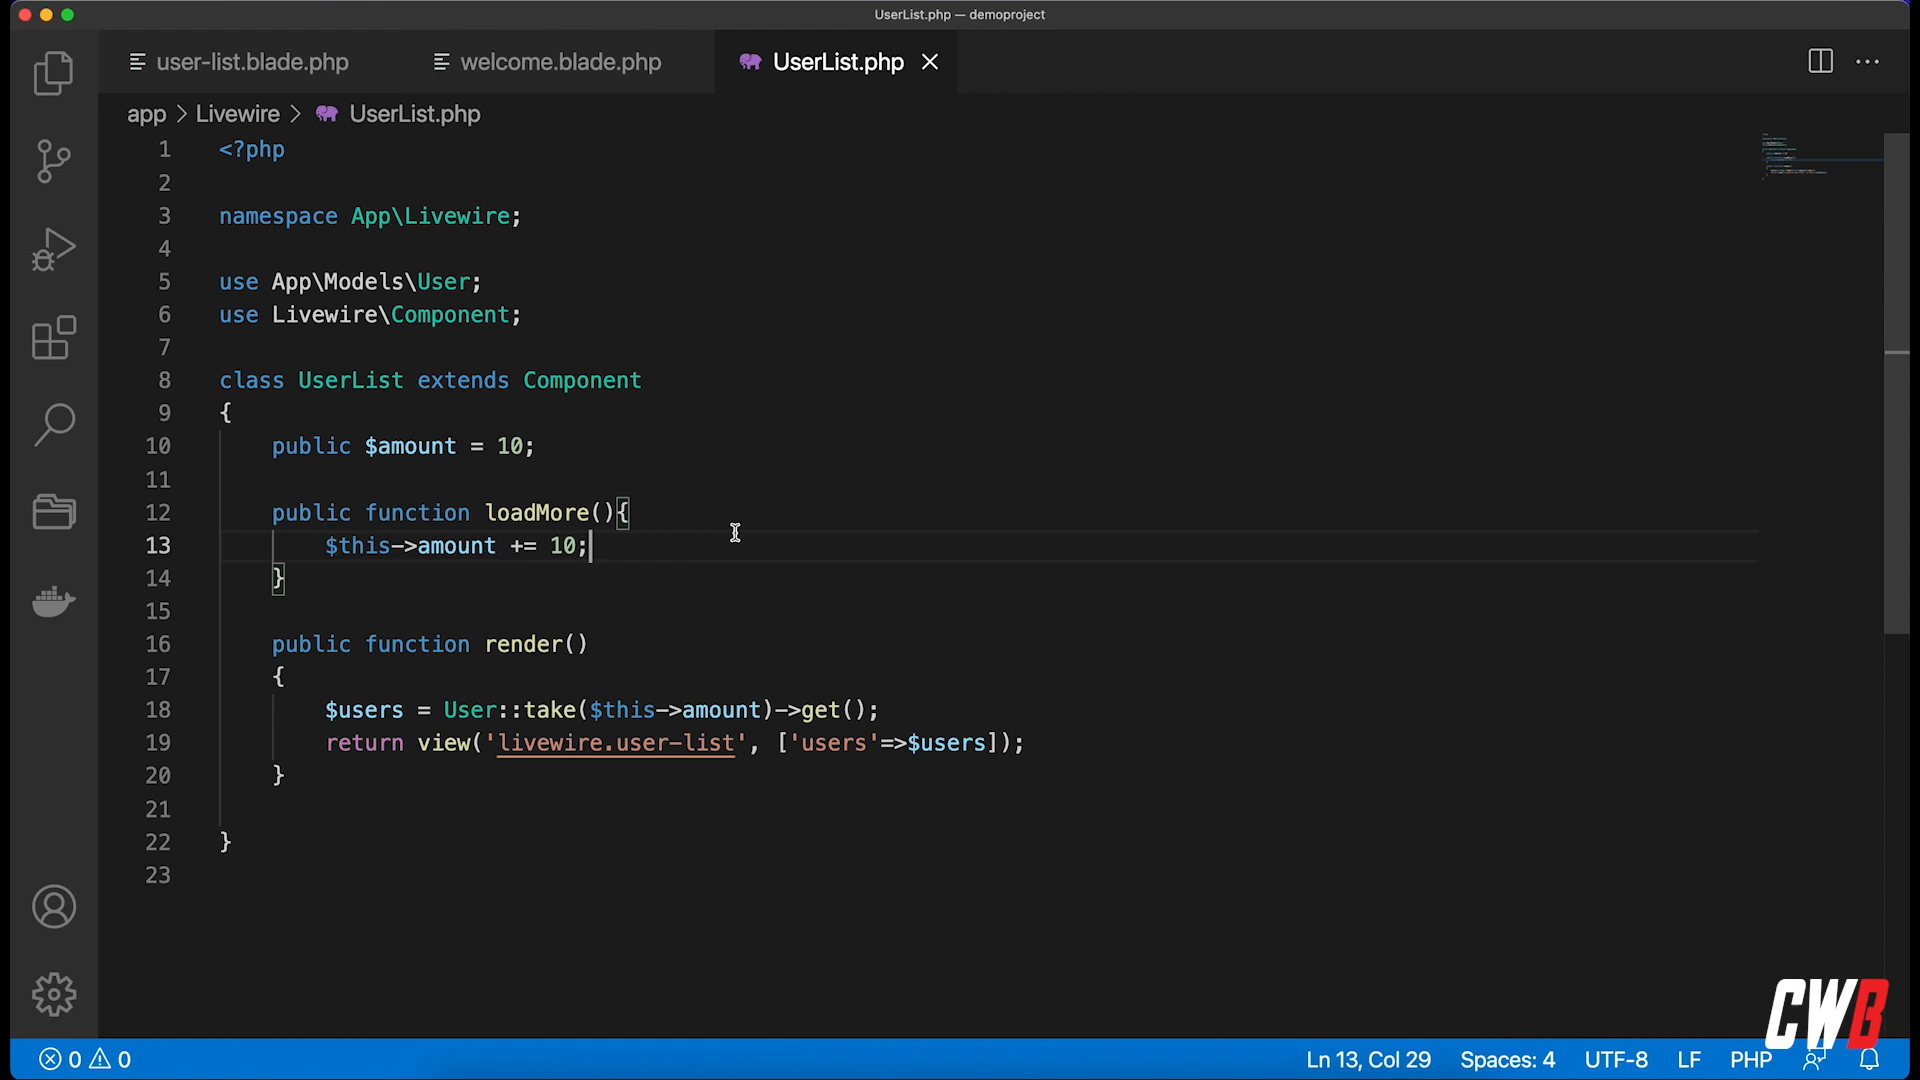 UserList.php — demoproject
user-list.blade.php welcome.blade.php UserList.php
app > Livewire > UserList.php
1 <?php
2
3 namespace App\Livewire;
4
5 use App\Models\User;
6 use Livewire\Component;
7
8 class UserList extends Component
9 {
10 public $amount = 10;
11
12 public function loadMore(){
13 $this->amount += 10;
14 }
15
16 public function render()
17 {
18 $users = User::take($this->amount)->get();
19 return view('livewire.user-list', ['users'=>$users]);
20 }
21
22 }
23
CWB
0 0 Ln 13, Col 29 Spaces: 4 UTF-8 LF PHP